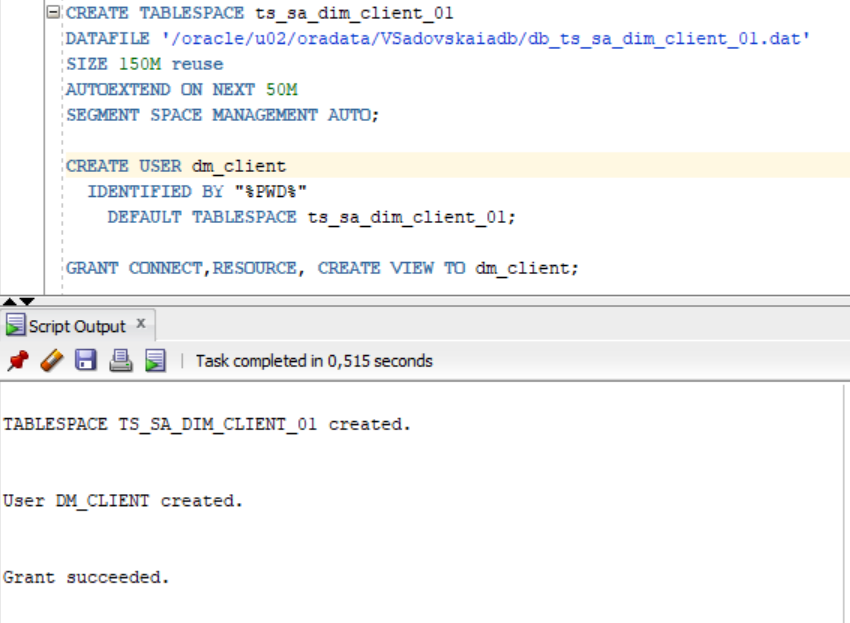 CREATE TABLESPACE ts_sa_dim_client_01
DATAFILE '/oracle/u02/oradata/VSadovskaiadb/db_ts_sa_dim_client_01.dat'
SIZE 150M reuse
AUTOEXTEND ON NEXT 50M
SEGMENT SPACE MANAGEMENT AUTO;
CREATE USER dm_client
IDENTIFIED BY "%PWD%"
DEFAULT TABLESPACE ts_sa_dim_client_01;
GRANT CONNECT,RESOURCE, CREATE VIEW TO dm_client;
Script Output x
Task completed in 0,515 seconds
TABLESPACE TS_SA_DIM_CLIENT_01 created.
User DM_CLIENT created.
Grant succeeded.